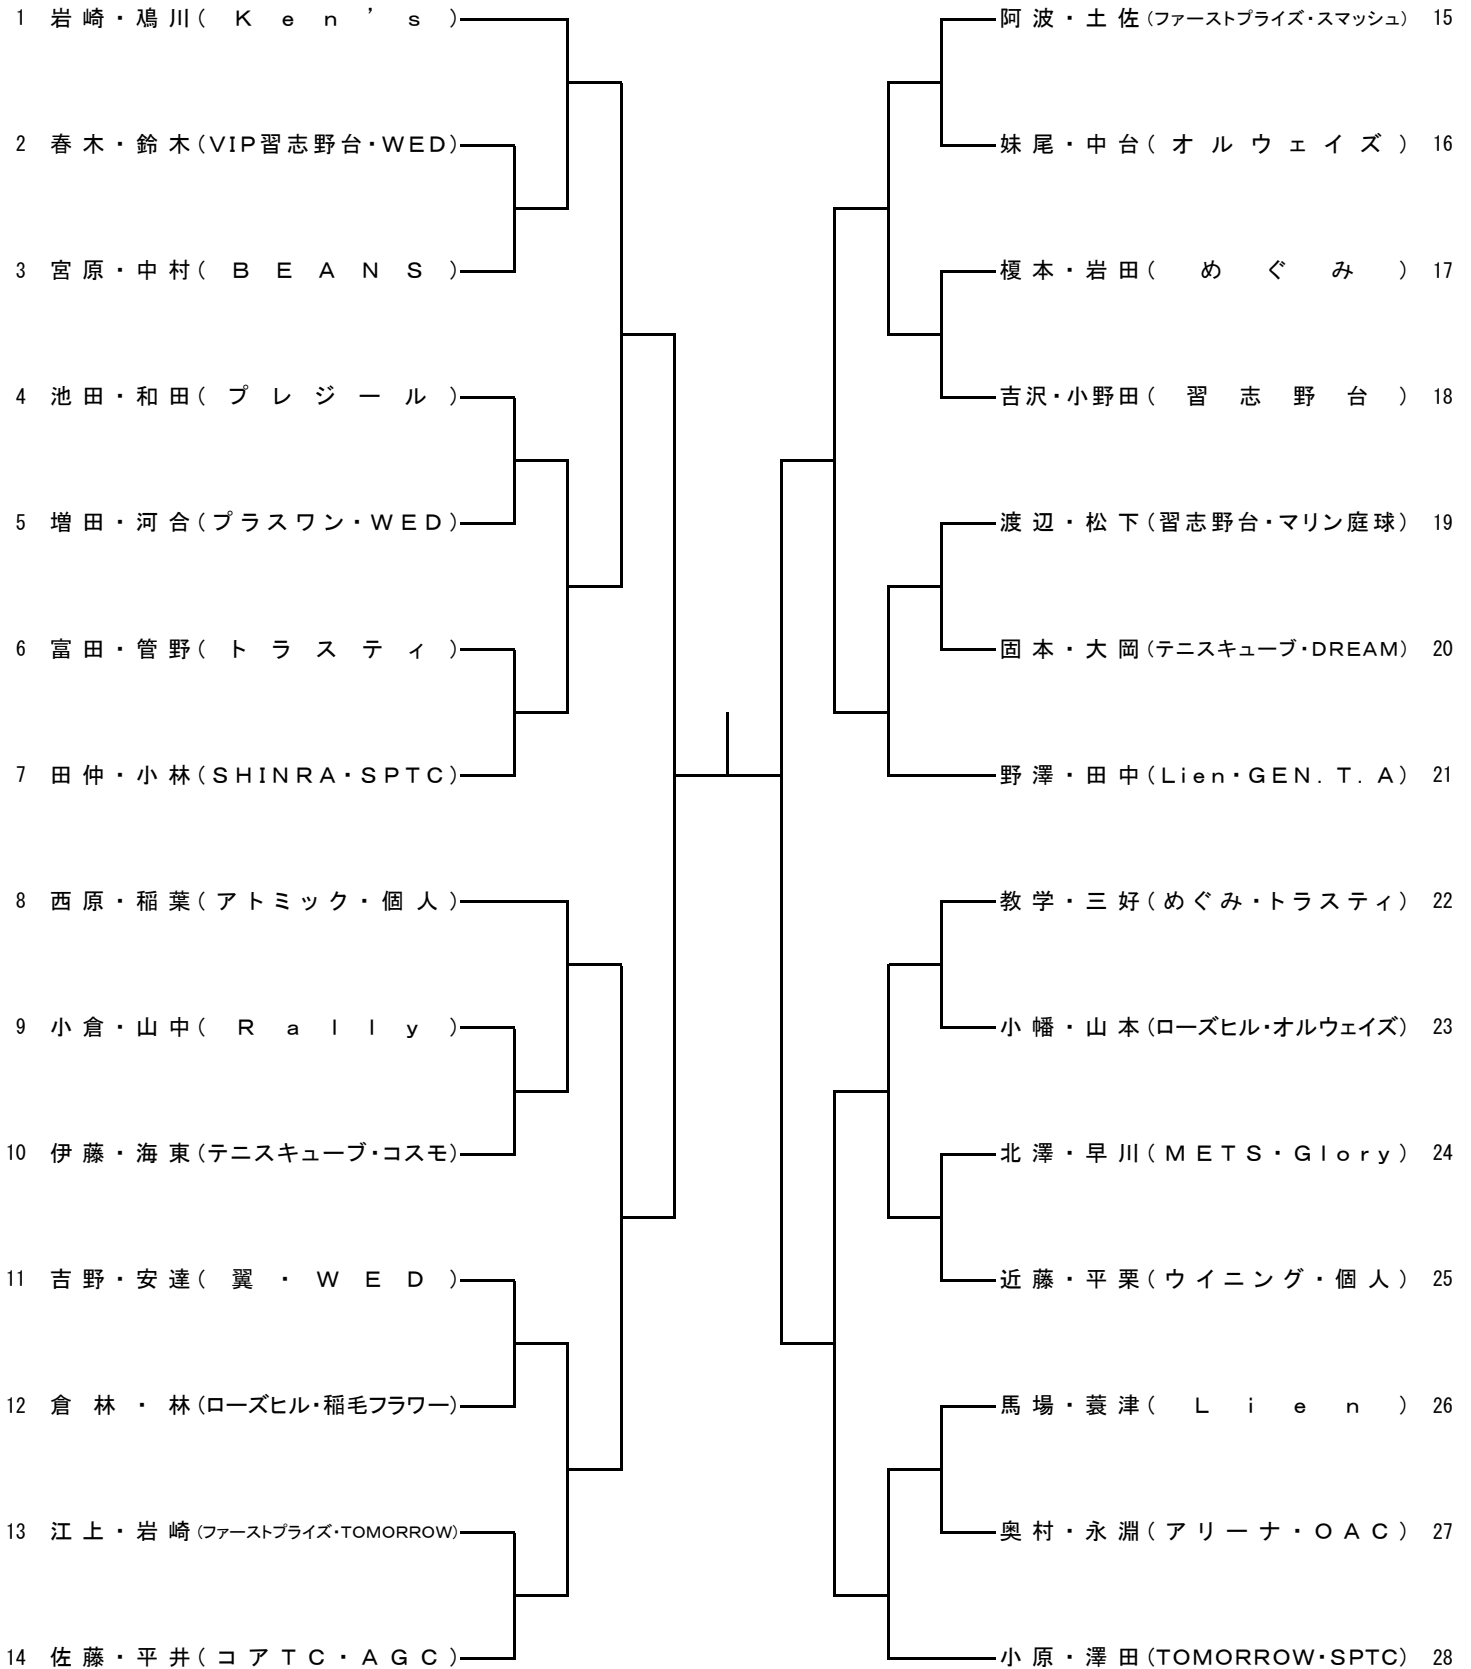 1 岩崎・鳰川(Ken’s)
2 春木・鈴木(VIP習志野台・WED)
3 宮原・中村(BEANS)
4 池田・和田(プレジール)
5 増田・河合(プラスワン・WED)
6 富田・管野(トラスティ)
7 田仲・小林(SHINRA・SPTC)
8 西原・稲葉(アトミック・個人)
9 小倉・山中(Rally)
10 伊藤・海東(テニスキューブ・コスモ)
11 吉野・安達(翼・WED)
12 倉林・林(ローズヒル・稲毛フラワー)
13 江上・岩崎(ファーストプライズ・TOMORROW)
14 佐藤・平井(コアTC・AGC)
阿波・土佐(ファーストプライズ・スマッシュ) 15
妹尾・中台(オルウェイズ) 16
榎本・岩田(めぐみ) 17
吉沢・小野田(習志野台) 18
渡辺・松下(習志野台・マリン庭球) 19
固本・大岡(テニスキューブ・DREAM) 20
野澤・田中(Lien・GEN.T.A) 21
教学・三好(めぐみ・トラスティ) 22
小幡・山本(ローズヒル・オルウェイズ) 23
北澤・早川(METS・Glory) 24
近藤・平栗(ウイニング・個人) 25
馬場・蓑津(Lien) 26
奥村・永淵(アリーナ・OAC) 27
小原・澤田(TOMORROW・SPTC) 28